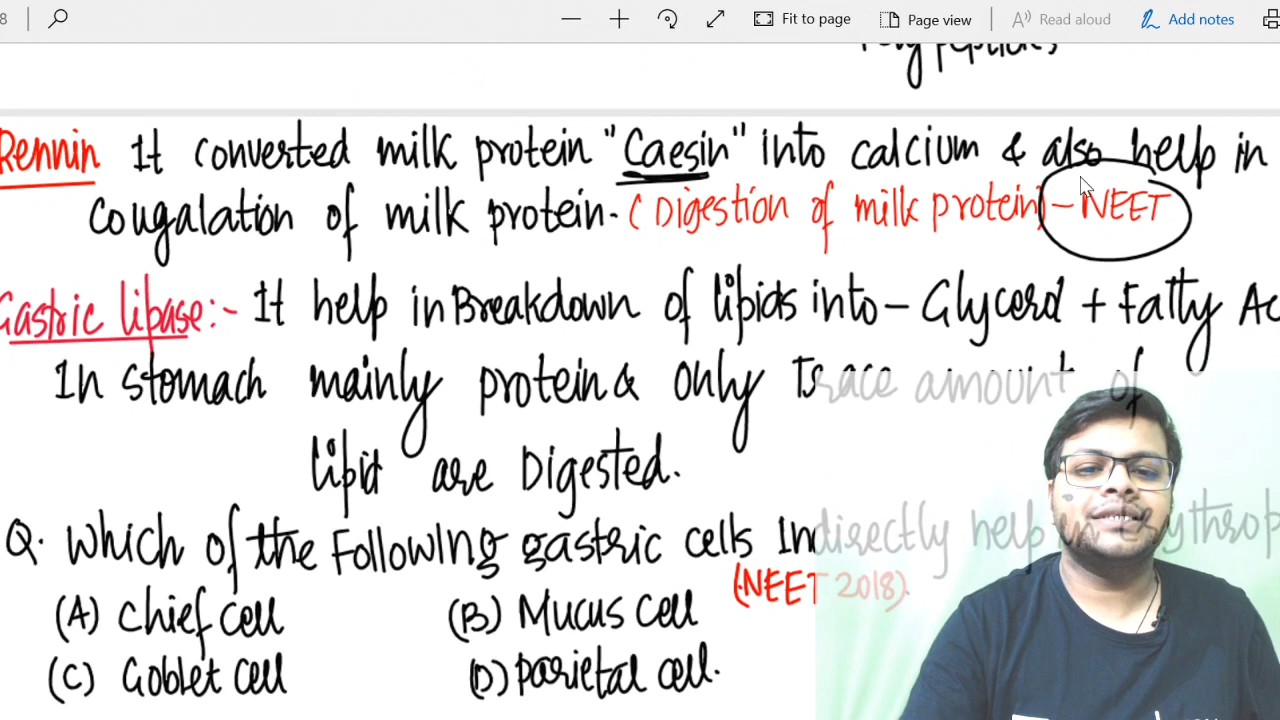 8 Fit to page Page view Read aloud Add notes
Rennin It converted milk protein "Caesin" into calcium & also help in
Cougalation of milk protein. (Digestion of milk protein) - NEET
Gastric lipase:- It help in Breakdown of lipids into - Glycerol + Fatty Ac
In stomach mainly protein & only Trace amount of
lipid are Digested.
Q. Which of the Following gastric cells Indirectly help in Erythrop
(NEET 2018).
(A) Chief cell (B) Mucus Cell
(C) Goblet cell (D) Parietal cell.